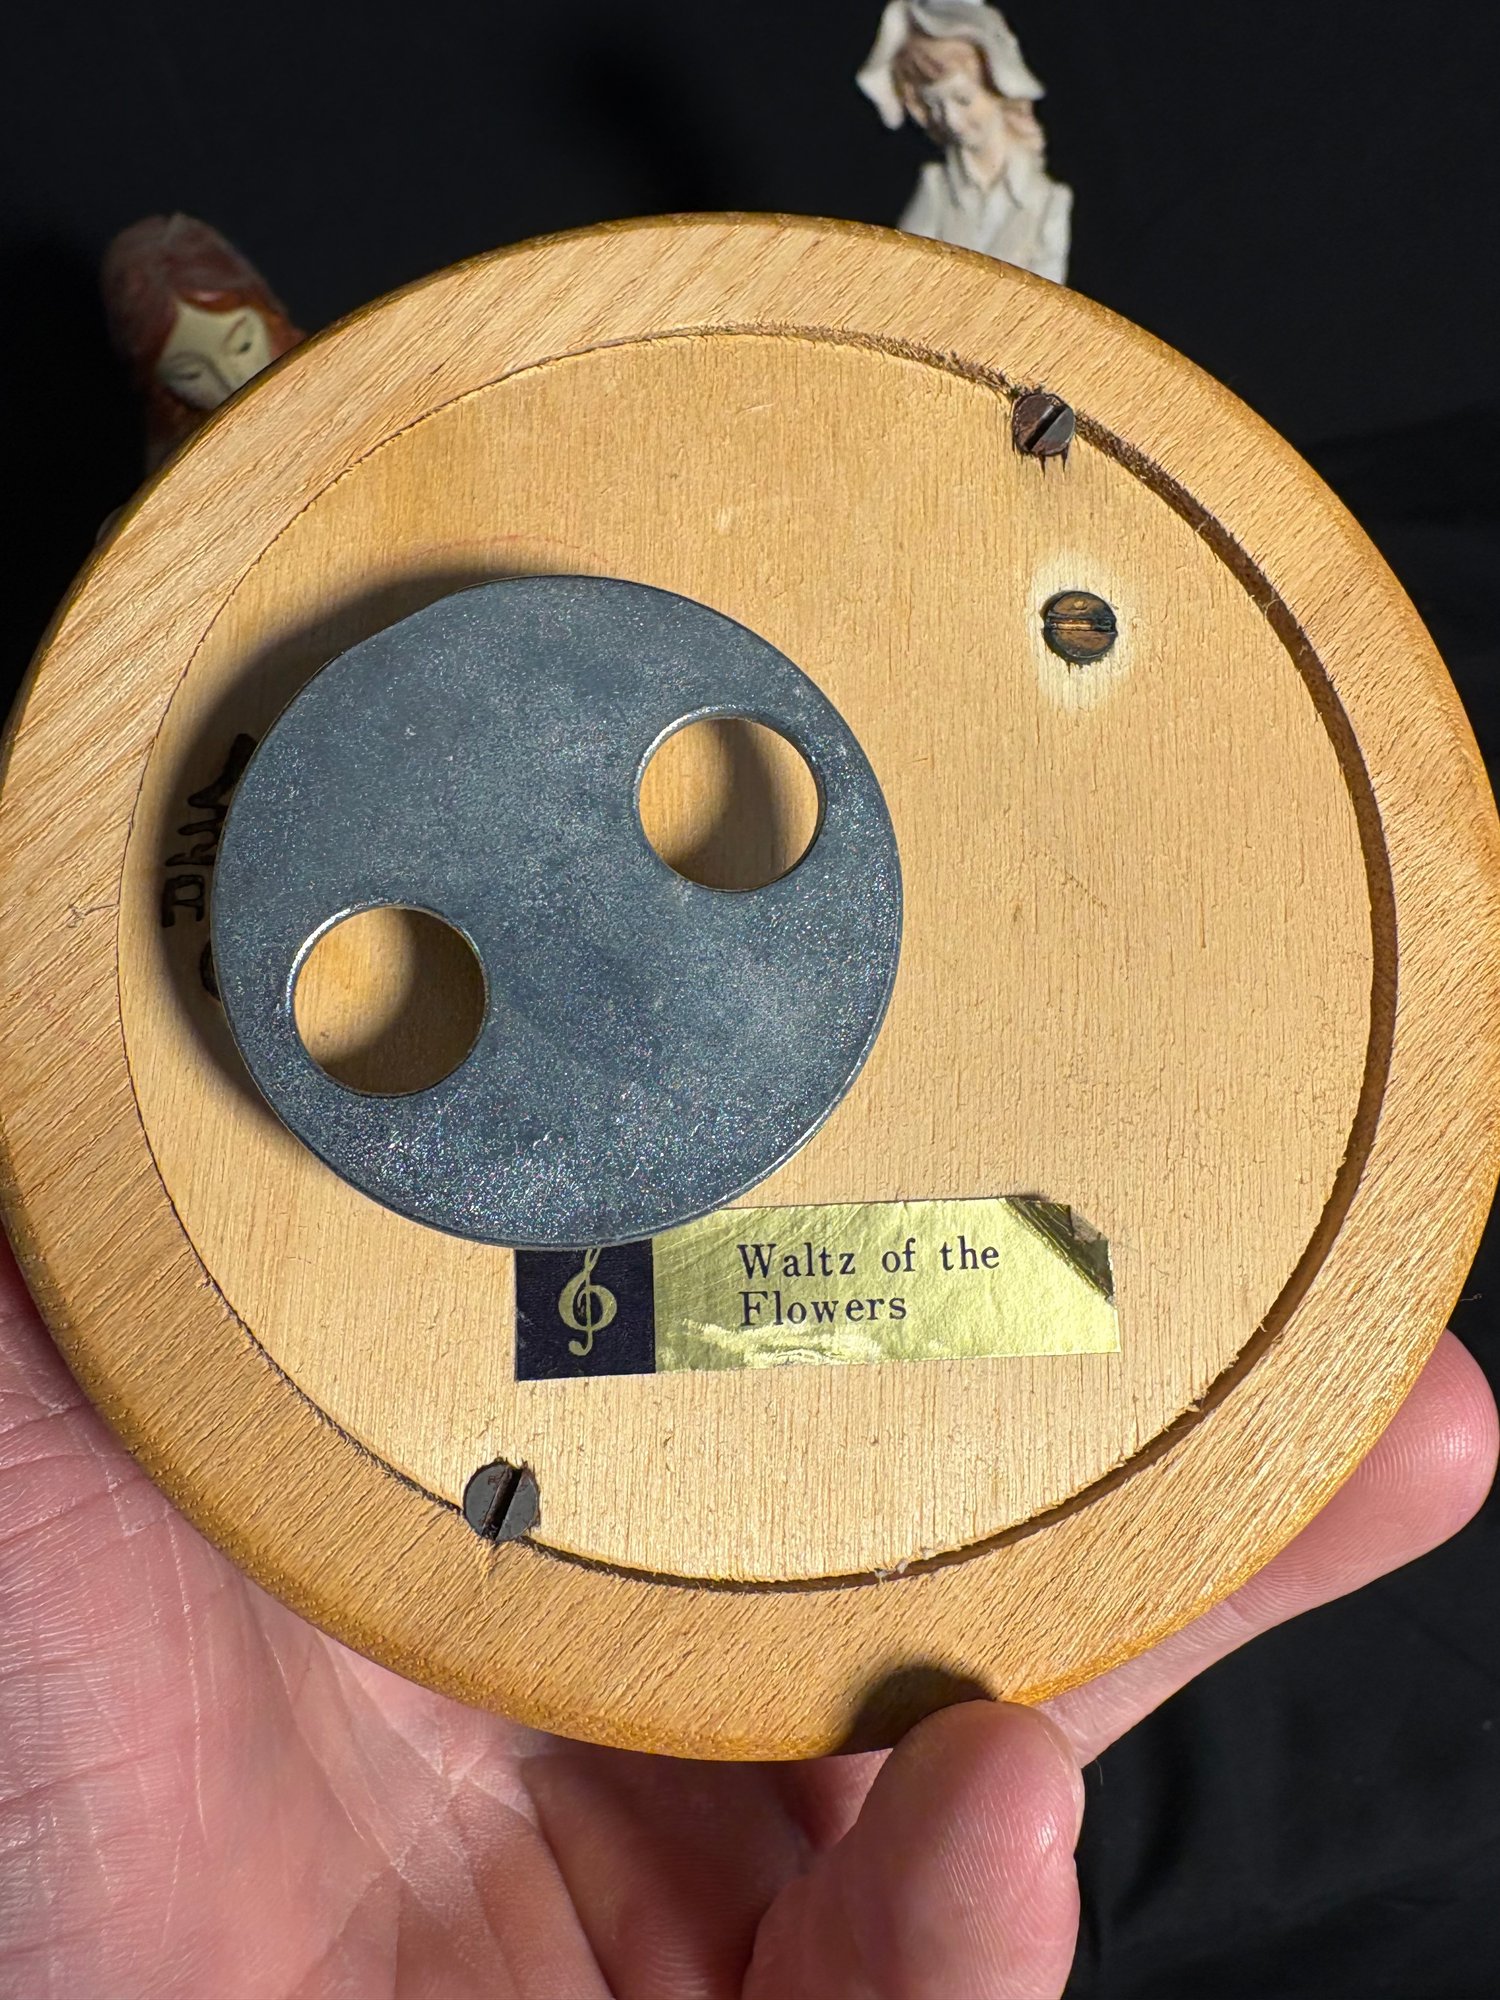 Waltz of the
Flowers